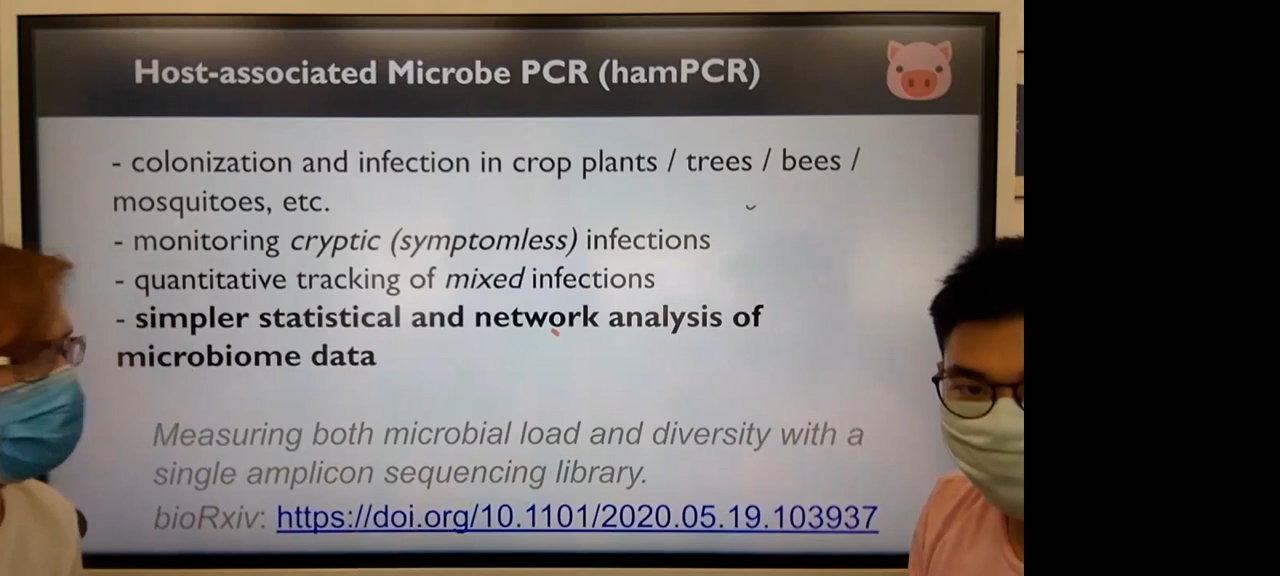 Host-associated Microbe PCR (hamPCR)
- colonization and infection in crop plants / trees / bees /
mosquitoes, etc.
- monitoring cryptic (symptomless) infections
- quantitative tracking of mixed infections
- simpler statistical and network analysis of
microbiome data
Measuring both microbial load and diversity with a
single amplicon sequencing library.
bioRxiv: https://doi.org/10.1101/2020.05.19.103937